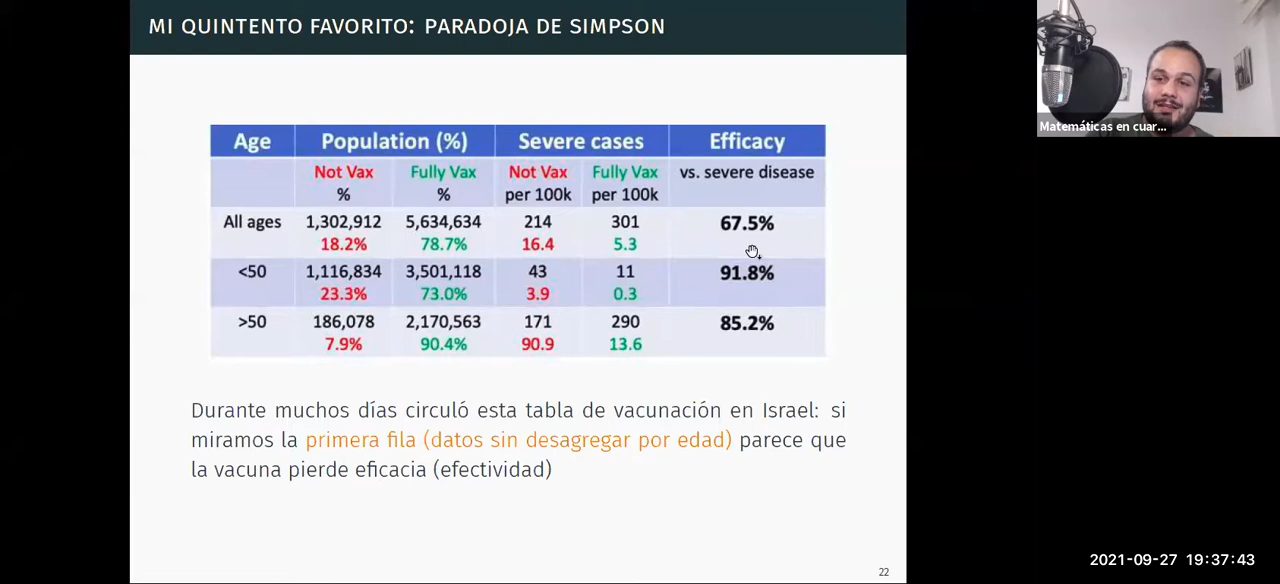 MI QUINTENTO FAVORITO: PARADOJA DE SIMPSON
Age Population (%) Severe cases Efficacy
Not Vax Fully Vax Not Vax Fully Vax vs. severe disease
% % per 100k per 100k
All ages 1,302,912 5,634,634 214 301 67.5%
18.2% 78.7% 16.4 5.3
<50 1,116,834 3,501,118 43 11 91.8%
23.3% 73.0% 3.9 0.3
>50 186,078 2,170,563 171 290 85.2%
7.9% 90.4% 90.9 13.6
Durante muchos días circuló esta tabla de vacunación en Israel: si
miramos la primera fila (datos sin desagregar por edad) parece que
la vacuna pierde eficacia (efectividad)
22
Matemáticas en cuar...
2021-09-27 19:37:43